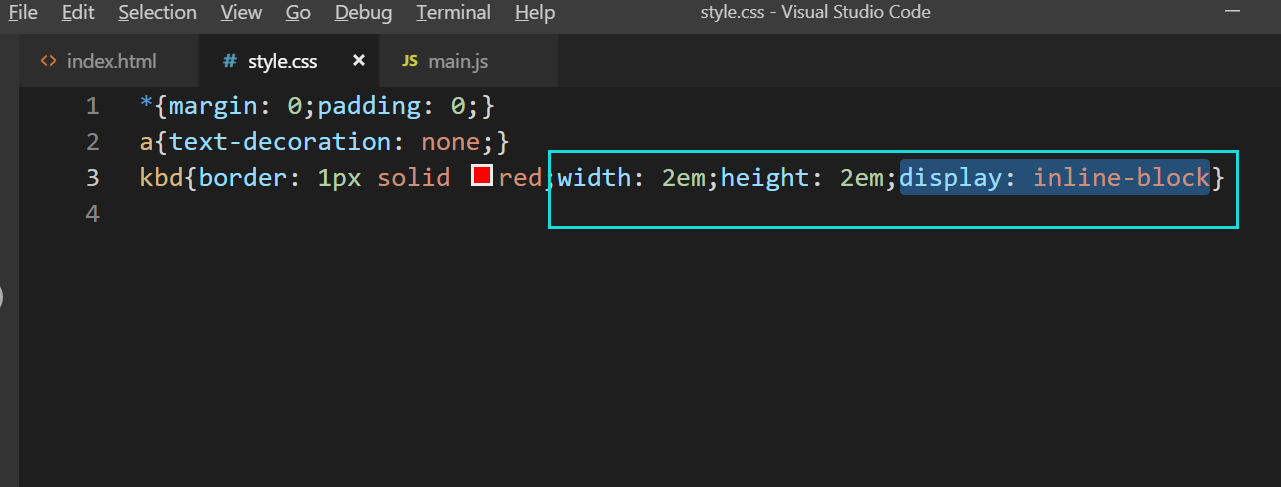 File Edit Selection View Go Debug Terminal Help style.css - Visual Studio Code
<> index.html # style.css × JS main.js
1 *{margin: 0;padding: 0;}
2 a{text-decoration: none;}
3 kbd{border: 1px solid red;width: 2em;height: 2em;display: inline-block}
4